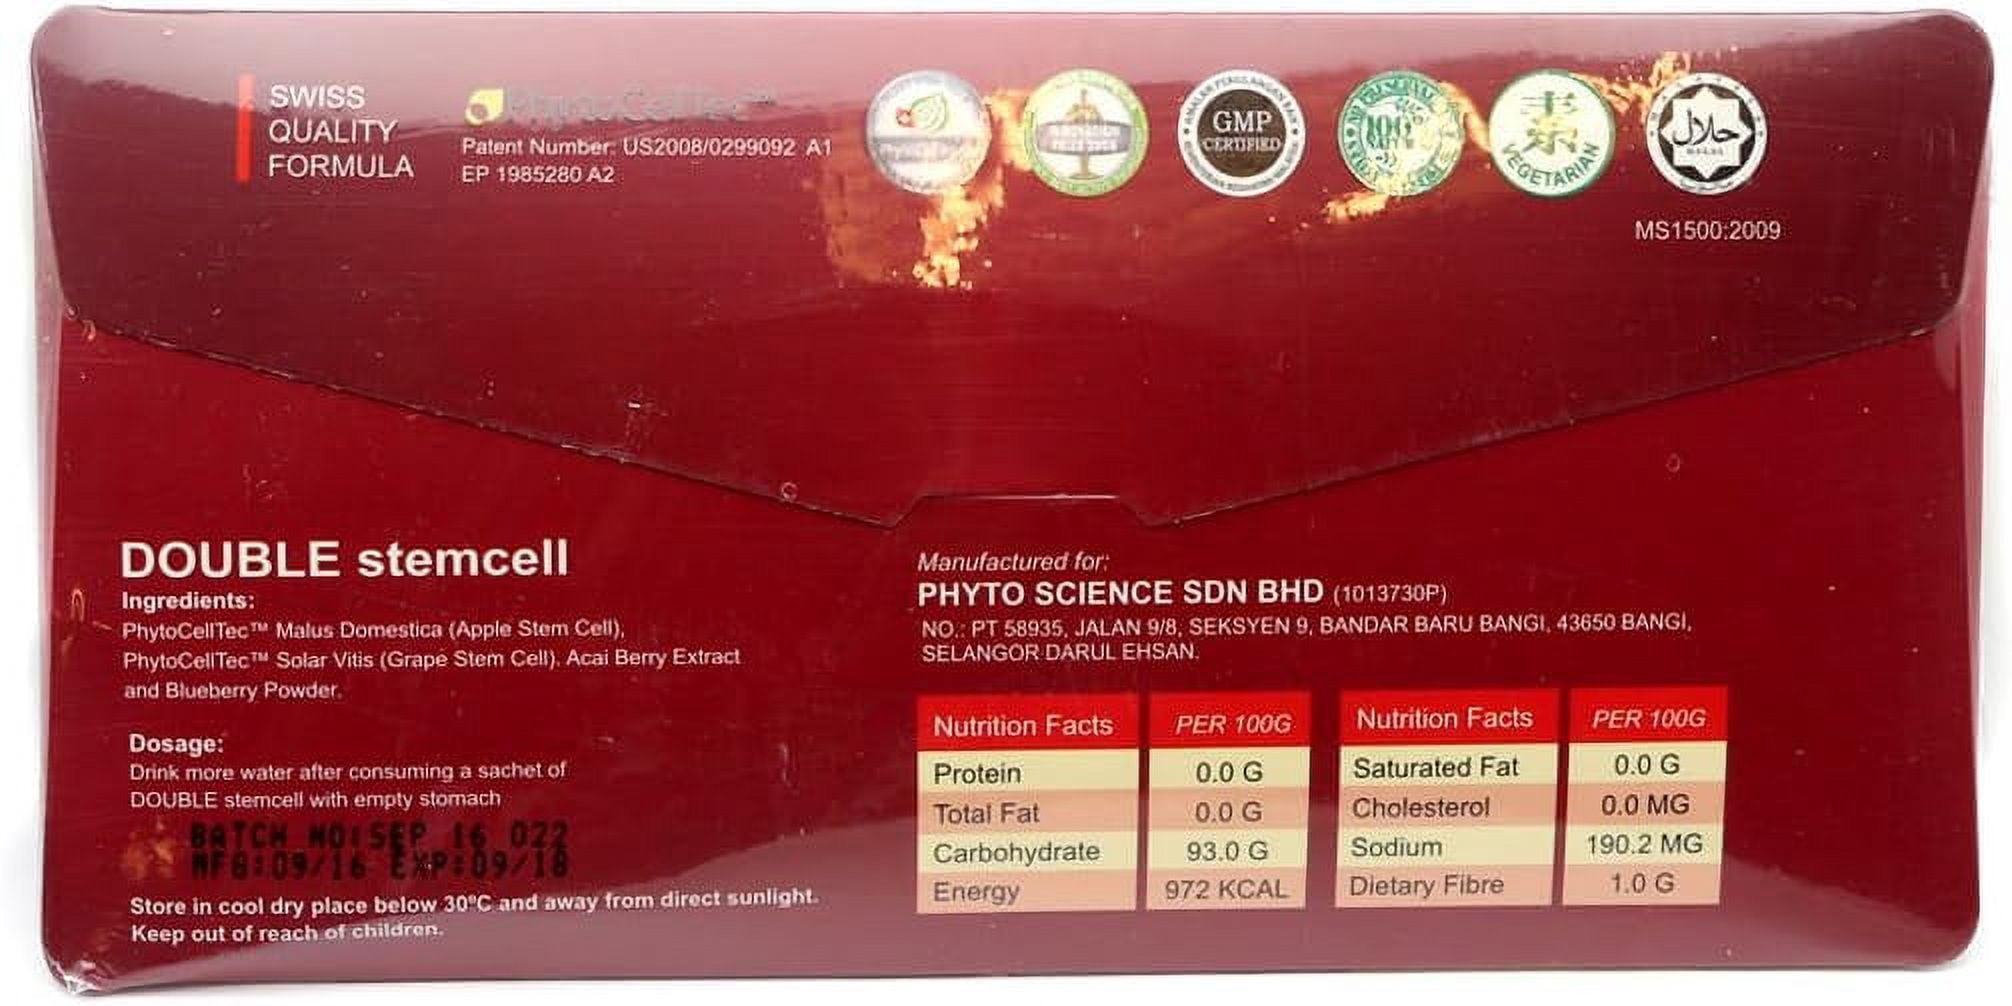 SWISS
QUALITY
FORMULA
PhytoCellTec™
Patent Number: US2008/0299092 A1
EP 1985280 A2
GMP
CERTIFIED
100%
素
VEGETARIAN
حلال
HALAL
MS1500:2009
DOUBLE stemcell
Ingredients:
PhytoCellTec™ Malus Domestica (Apple Stem Cell),
PhytoCellTec™ Solar Vitis (Grape Stem Cell), Acai Berry Extract
and Blueberry Powder.
Dosage:
Drink more water after consuming a sachet of
DOUBLE stemcell with empty stomach
BATCH NO:SEP 16 022
MFG:09/16 EXP:09/18
Store in cool dry place below 30ºC and away from direct sunlight.
Keep out of reach of children.
Manufactured for:
PHYTO SCIENCE SDN BHD (1013730P)
NO.: PT 58935, JALAN 9/8, SEKSYEN 9, BANDAR BARU BANGI, 43650 BANGI,
SELANGOR DARUL EHSAN.
Nutrition Facts PER 100G
Protein 0.0 G
Total Fat 0.0 G
Carbohydrate 93.0 G
Energy 972 KCAL
Nutrition Facts PER 100G
Saturated Fat 0.0 G
Cholesterol 0.0 MG
Sodium 190.2 MG
Dietary Fibre 1.0 G